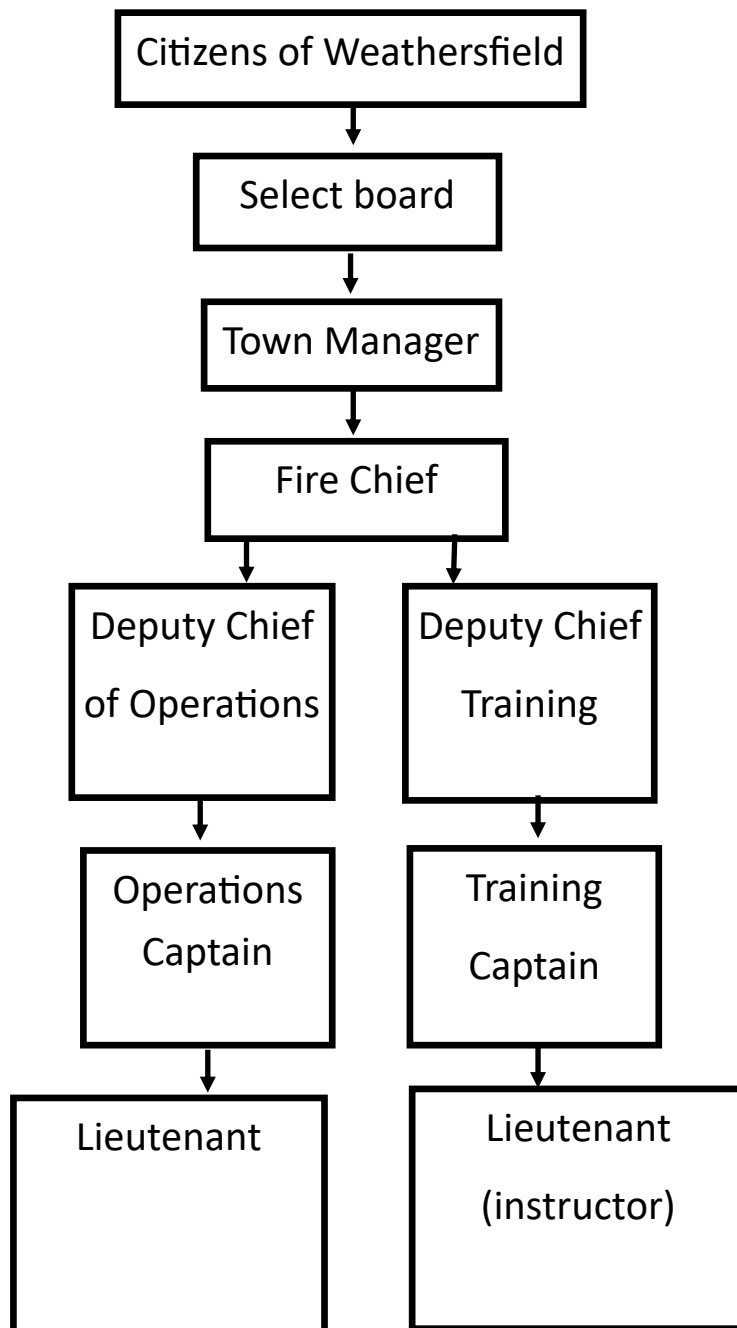 Citizens of Weathersfield
Select board
Town Manager
Fire Chief
Deputy Chief
of Operations
Deputy Chief
Training
Operations
Captain
Training
Captain
Lieutenant
Lieutenant
(instructor)